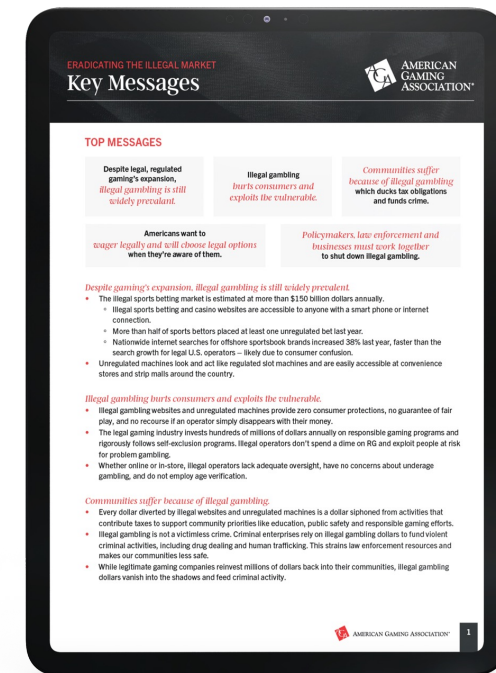 ERADICATING THE ILLEGAL MARKET
Key Messages
AMERICAN
GAMING
ASSOCIATION®
AGA
TOP MESSAGES
Despite legal, regulated
gaming's expansion,
illegal gambling is still
widely prevalant.
Illegal gambling
hurts consumers and
exploits the vulnerable.
Communities suffer
because of illegal gambling
which ducks tax obligations
and funds crime.
Americans want to
wager legally and will choose legal options
when they're aware of them.
Policymakers, law enforcement and
businesses must work together
to shut down illegal gambling.
Despite gaming's expansion, illegal gambling is still widely prevalent.
• The illegal sports betting market is estimated at more than $150 billion dollars annually.
Illegal sports betting and casino websites are accessible to anyone with a smart phone or internet
connection.
More than half of sports bettors placed at least one unregulated bet last year.
Nationwide internet searches for offshore sportsbook brands increased 38% last year, faster than the
search growth for legal U.S. operators – likely due to consumer confusion.
• Unregulated machines look and act like regulated slot machines and are easily accessible at convenience
stores and strip malls around the country.
Illegal gambling hurts consumers and exploits the vulnerable.
• Illegal gambling websites and unregulated machines provide zero consumer protections, no guarantee of fair
play, and no recourse if an operator simply disappears with their money.
• The legal gaming industry invests hundreds of millions of dollars annually on responsible gaming programs and
rigorously follows self-exclusion programs. Illegal operators don't spend a dime on RG and exploit people at risk
for problem gambling.
• Whether online or in-store, illegal operators lack adequate oversight, have no concerns about underage
gambling, and do not employ age verification.
Communities suffer because of illegal gambling.
• Every dollar diverted by illegal websites and unregulated machines is a dollar siphoned from activities that
contribute taxes to support community priorities like education, public safety and responsible gaming efforts.
• Illegal gambling is not a victimless crime. Criminal enterprises rely on illegal gambling dollars to fund violent
criminal activities, including drug dealing and human trafficking. This strains law enforcement resources and
makes our communities less safe.
• While legitimate gaming companies reinvest millions of dollars back into their communities, illegal gambling
dollars vanish into the shadows and feed criminal activity.
AMERICAN GAMING ASSOCIATION®
1